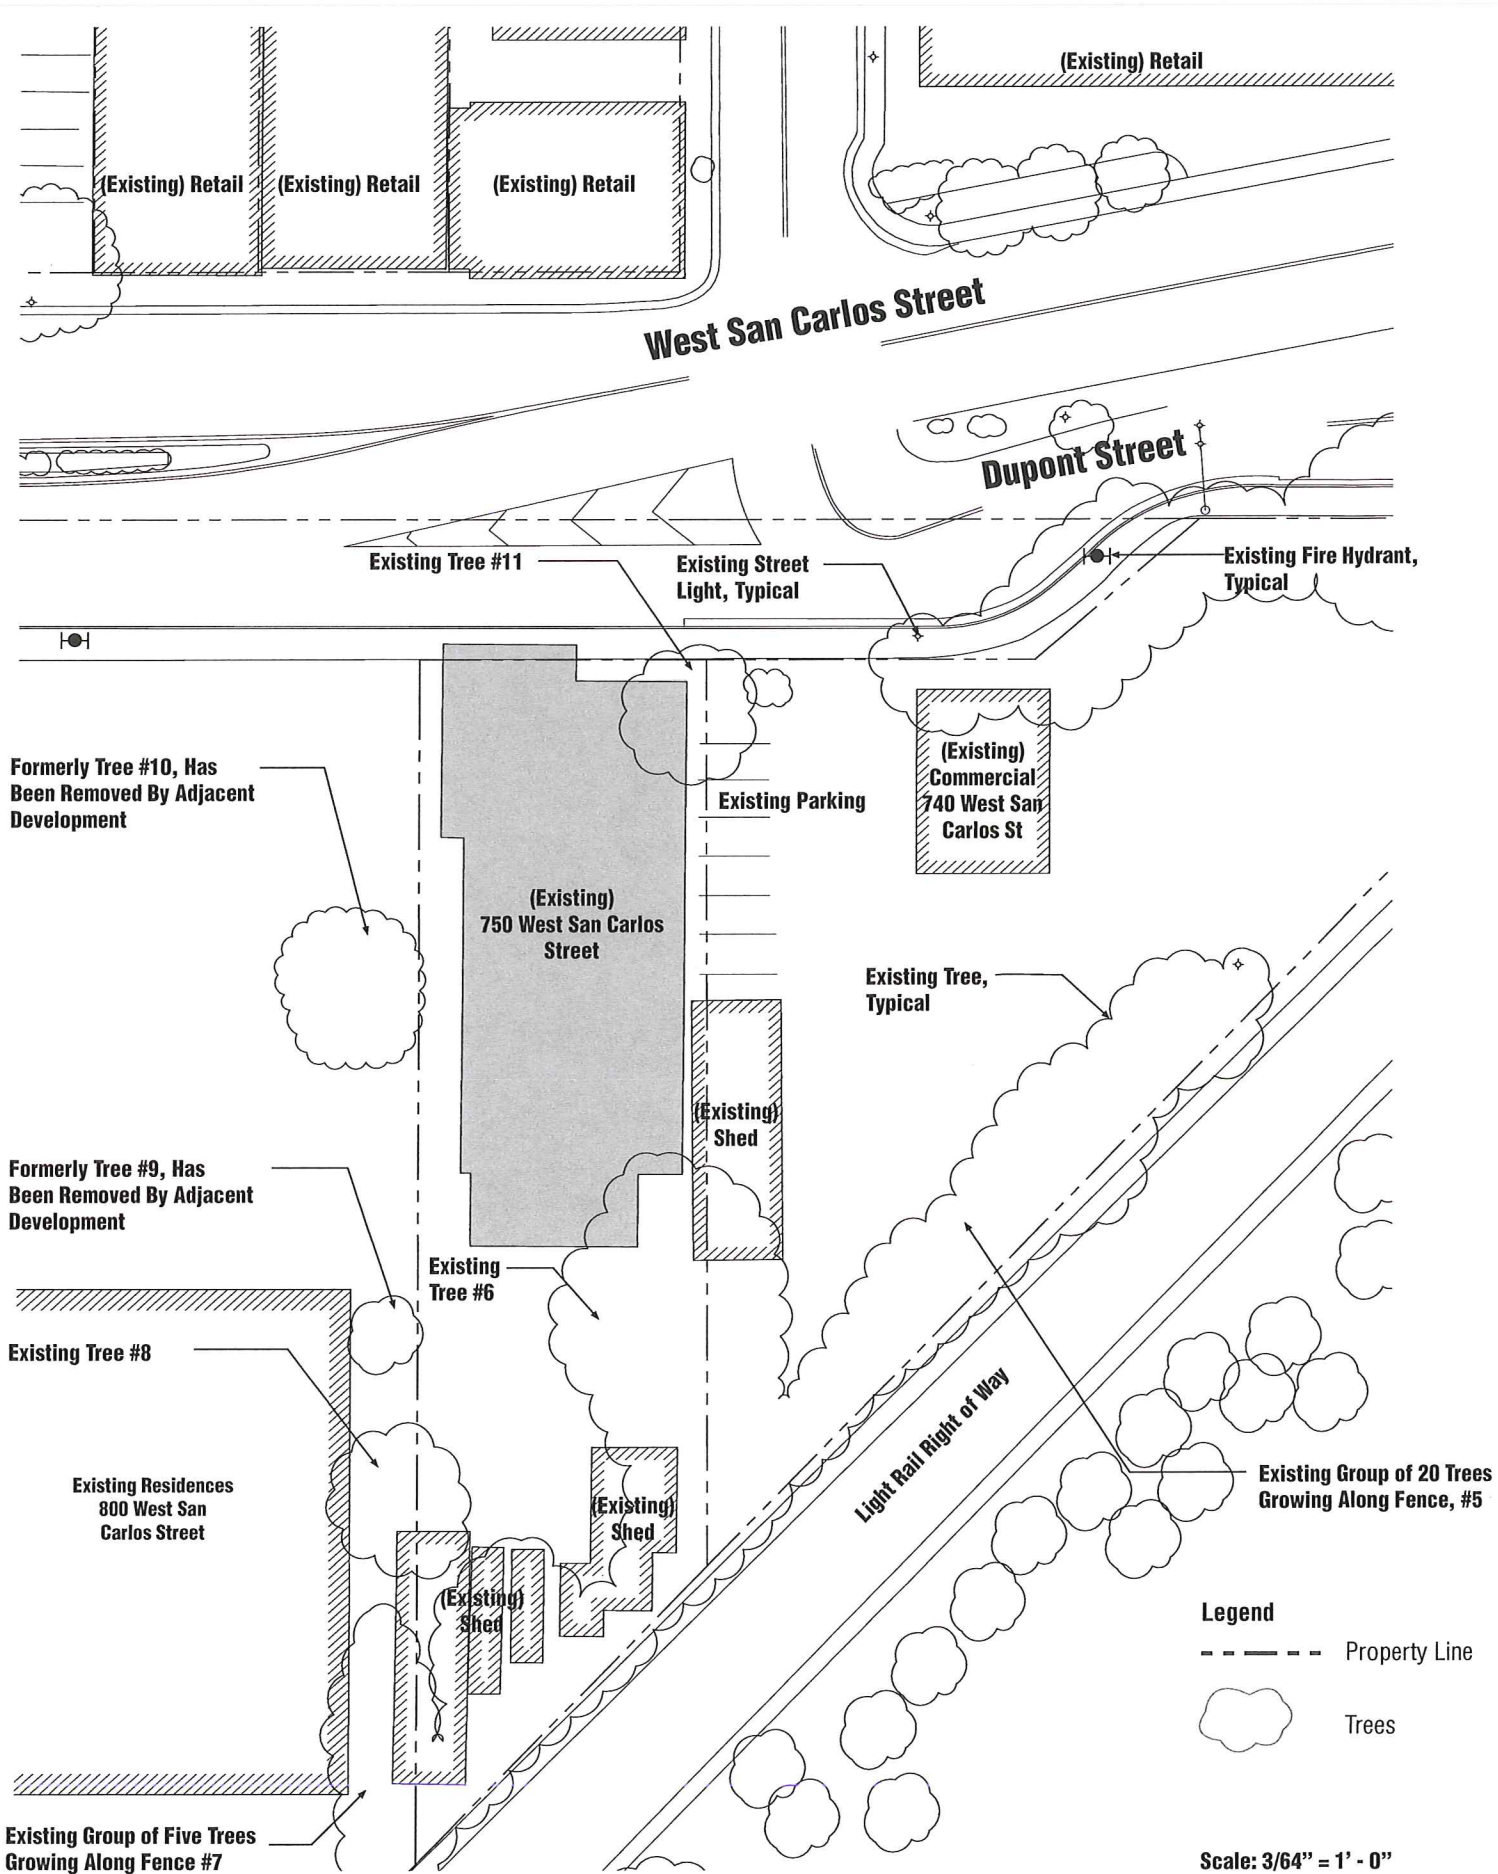 (Existing) Retail
(Existing) Retail
(Existing) Retail
(Existing) Retail
West San Carlos Street
Dupont Street
Existing Tree #11
Existing Street
Light, Typical
Existing Fire Hydrant,
Typical
Formerly Tree #10, Has
Been Removed By Adjacent
Development
(Existing)
Commercial
740 West San
Carlos St
Existing Parking
(Existing)
750 West San Carlos
Street
Existing Tree,
Typical
(Existing)
Shed
Formerly Tree #9, Has
Been Removed By Adjacent
Development
Existing
Tree #6
Existing Tree #8
Light Rail Right of Way
Existing Residences
800 West San
Carlos Street
(Existing)
Shed
Existing Group of 20 Trees
Growing Along Fence, #5
(Existing)
Shed
Legend
Property Line
Trees
Existing Group of Five Trees
Growing Along Fence #7
Scale: 3/64” = 1' - 0”